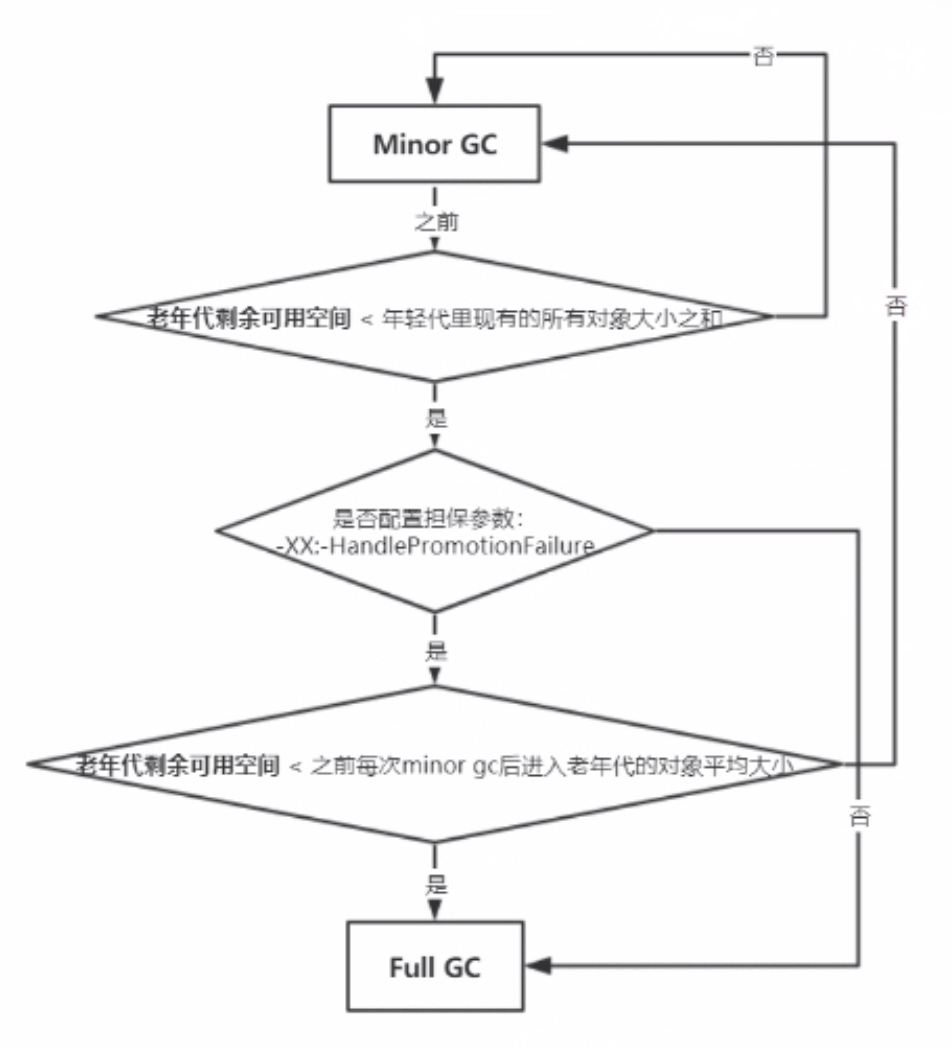 否
Minor GC
之前
老年代剩余可用空间 < 年轻代里现有的所有对象大小之和
否
是
是否配置担保参数：
-XX:-HandlePromotionFailure
是
老年代剩余可用空间 < 之前每次minor gc后进入老年代的对象平均大小
否
是
Full GC